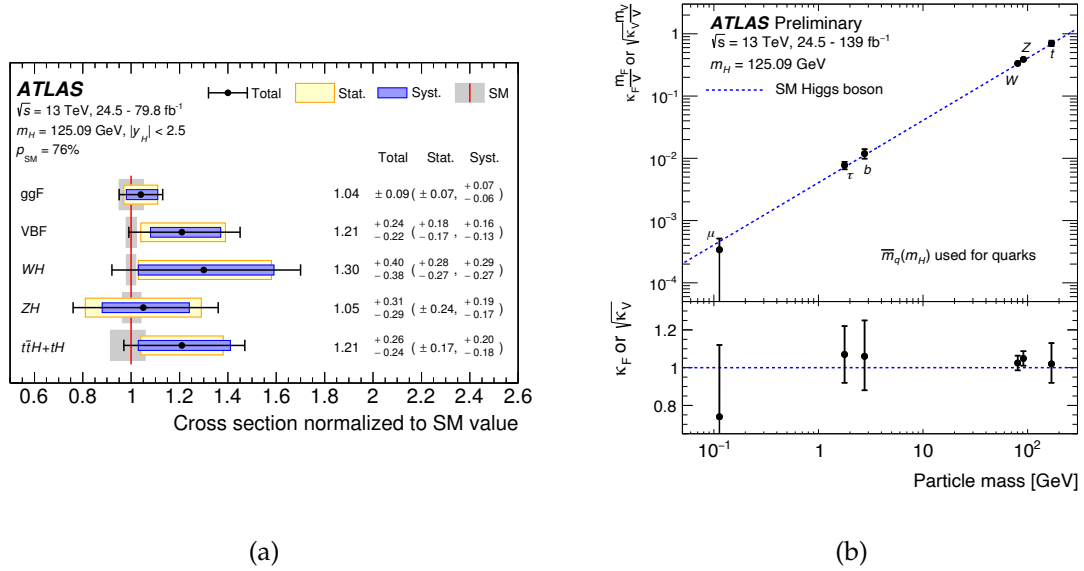 ATLAS
√s = 13 TeV, 24.5 - 79.8 fb⁻¹
m_H = 125.09 GeV, |y_H| < 2.5
p_SM = 76%
Total Stat. Syst. SM
Total Stat. Syst.
ggF 1.04 ± 0.09 ( ± 0.07, +0.07 −0.06 )
VBF 1.21 +0.24 −0.22 ( +0.18 −0.17, +0.16 −0.13 )
WH 1.30 +0.40 −0.38 ( +0.28 −0.27, +0.29 −0.27 )
ZH 1.05 +0.31 −0.29 ( ± 0.24, +0.19 −0.17 )
tt̄H+tH 1.21 +0.26 −0.24 ( ± 0.17, +0.20 −0.18 )
0.6 0.8 1 1.2 1.4 1.6 1.8 2 2.2 2.4 2.6
Cross section normalized to SM value
(a)
κ_F m_F/v or √κ_V m_V/v
ATLAS Preliminary
√s = 13 TeV, 24.5 - 139 fb⁻¹
m_H = 125.09 GeV
SM Higgs boson
1
10⁻¹
10⁻²
10⁻³
10⁻⁴
μ
τ
b
W
Z
t
m̅_q(m_H) used for quarks
κ_F or √κ_V
1.2
1
0.8
10⁻¹ 1 10 10²
Particle mass [GeV]
(b)